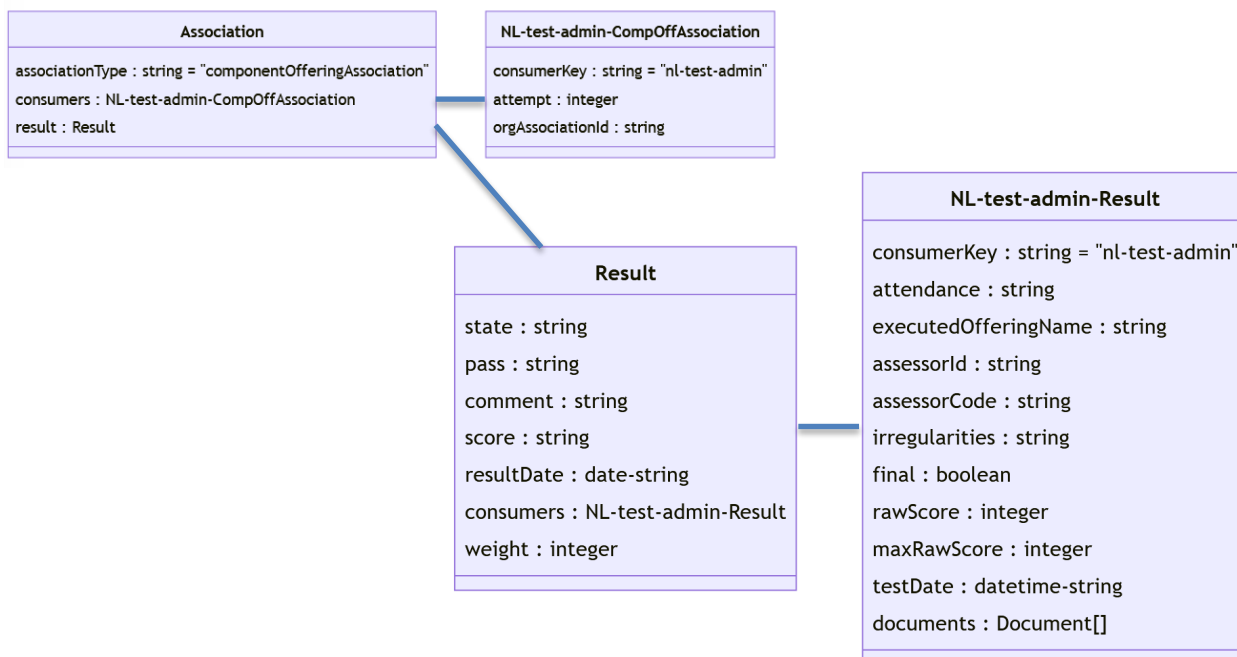 Association
associationType : string = "componentOfferingAssociation"
consumers : NL-test-admin-CompOffAssociation
result : Result
NL-test-admin-CompOffAssociation
consumerKey : string = "nl-test-admin"
attempt : integer
orgAssociationId : string
Result
state : string
pass : string
comment : string
score : string
resultDate : date-string
consumers : NL-test-admin-Result
weight : integer
NL-test-admin-Result
consumerKey : string = "nl-test-admin"
attendance : string
executedOfferingName : string
assessorId : string
assessorCode : string
irregularities : string
final : boolean
rawScore : integer
maxRawScore : integer
testDate : datetime-string
documents : Document[]